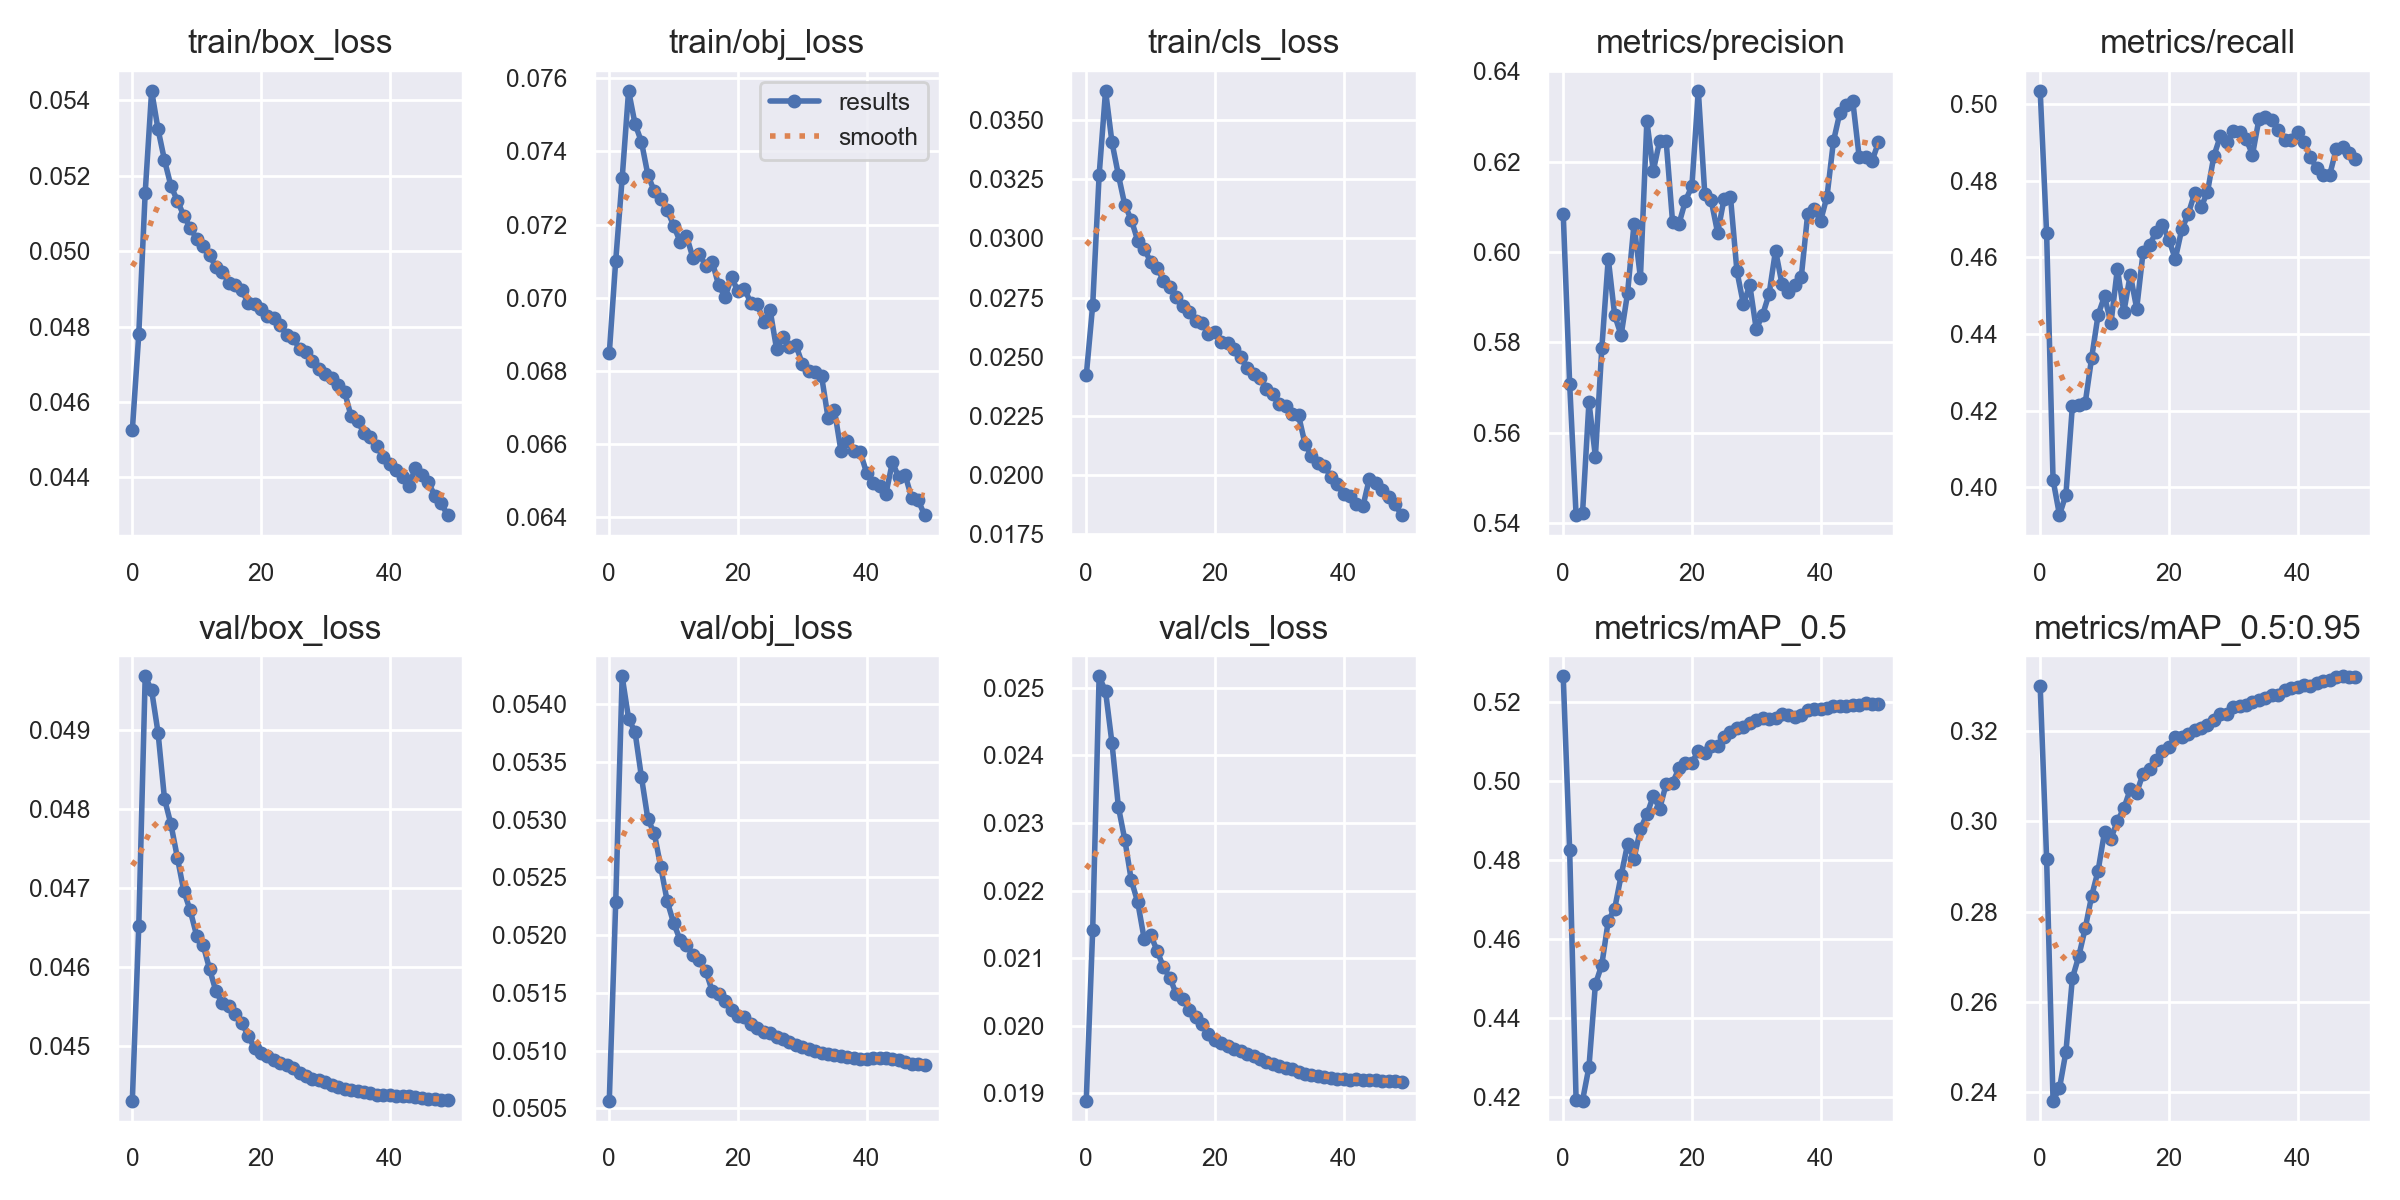 train/box_loss
0.054
0.052
0.050
0.048
0.046
0.044
0 20 40
train/obj_loss
0.076
0.074
0.072
0.070
0.068
0.066
0.064
0 20 40
results
smooth
train/cls_loss
0.0350
0.0325
0.0300
0.0275
0.0250
0.0225
0.0200
0.0175
0 20 40
metrics/precision
0.64
0.62
0.60
0.58
0.56
0.54
0 20 40
metrics/recall
0.50
0.48
0.46
0.44
0.42
0.40
0 20 40
val/box_loss
0.049
0.048
0.047
0.046
0.045
0 20 40
val/obj_loss
0.0540
0.0535
0.0530
0.0525
0.0520
0.0515
0.0510
0.0505
0 20 40
val/cls_loss
0.025
0.024
0.023
0.022
0.021
0.020
0.019
0 20 40
metrics/mAP_0.5
0.52
0.50
0.48
0.46
0.44
0.42
0 20 40
metrics/mAP_0.5:0.95
0.32
0.30
0.28
0.26
0.24
0 20 40